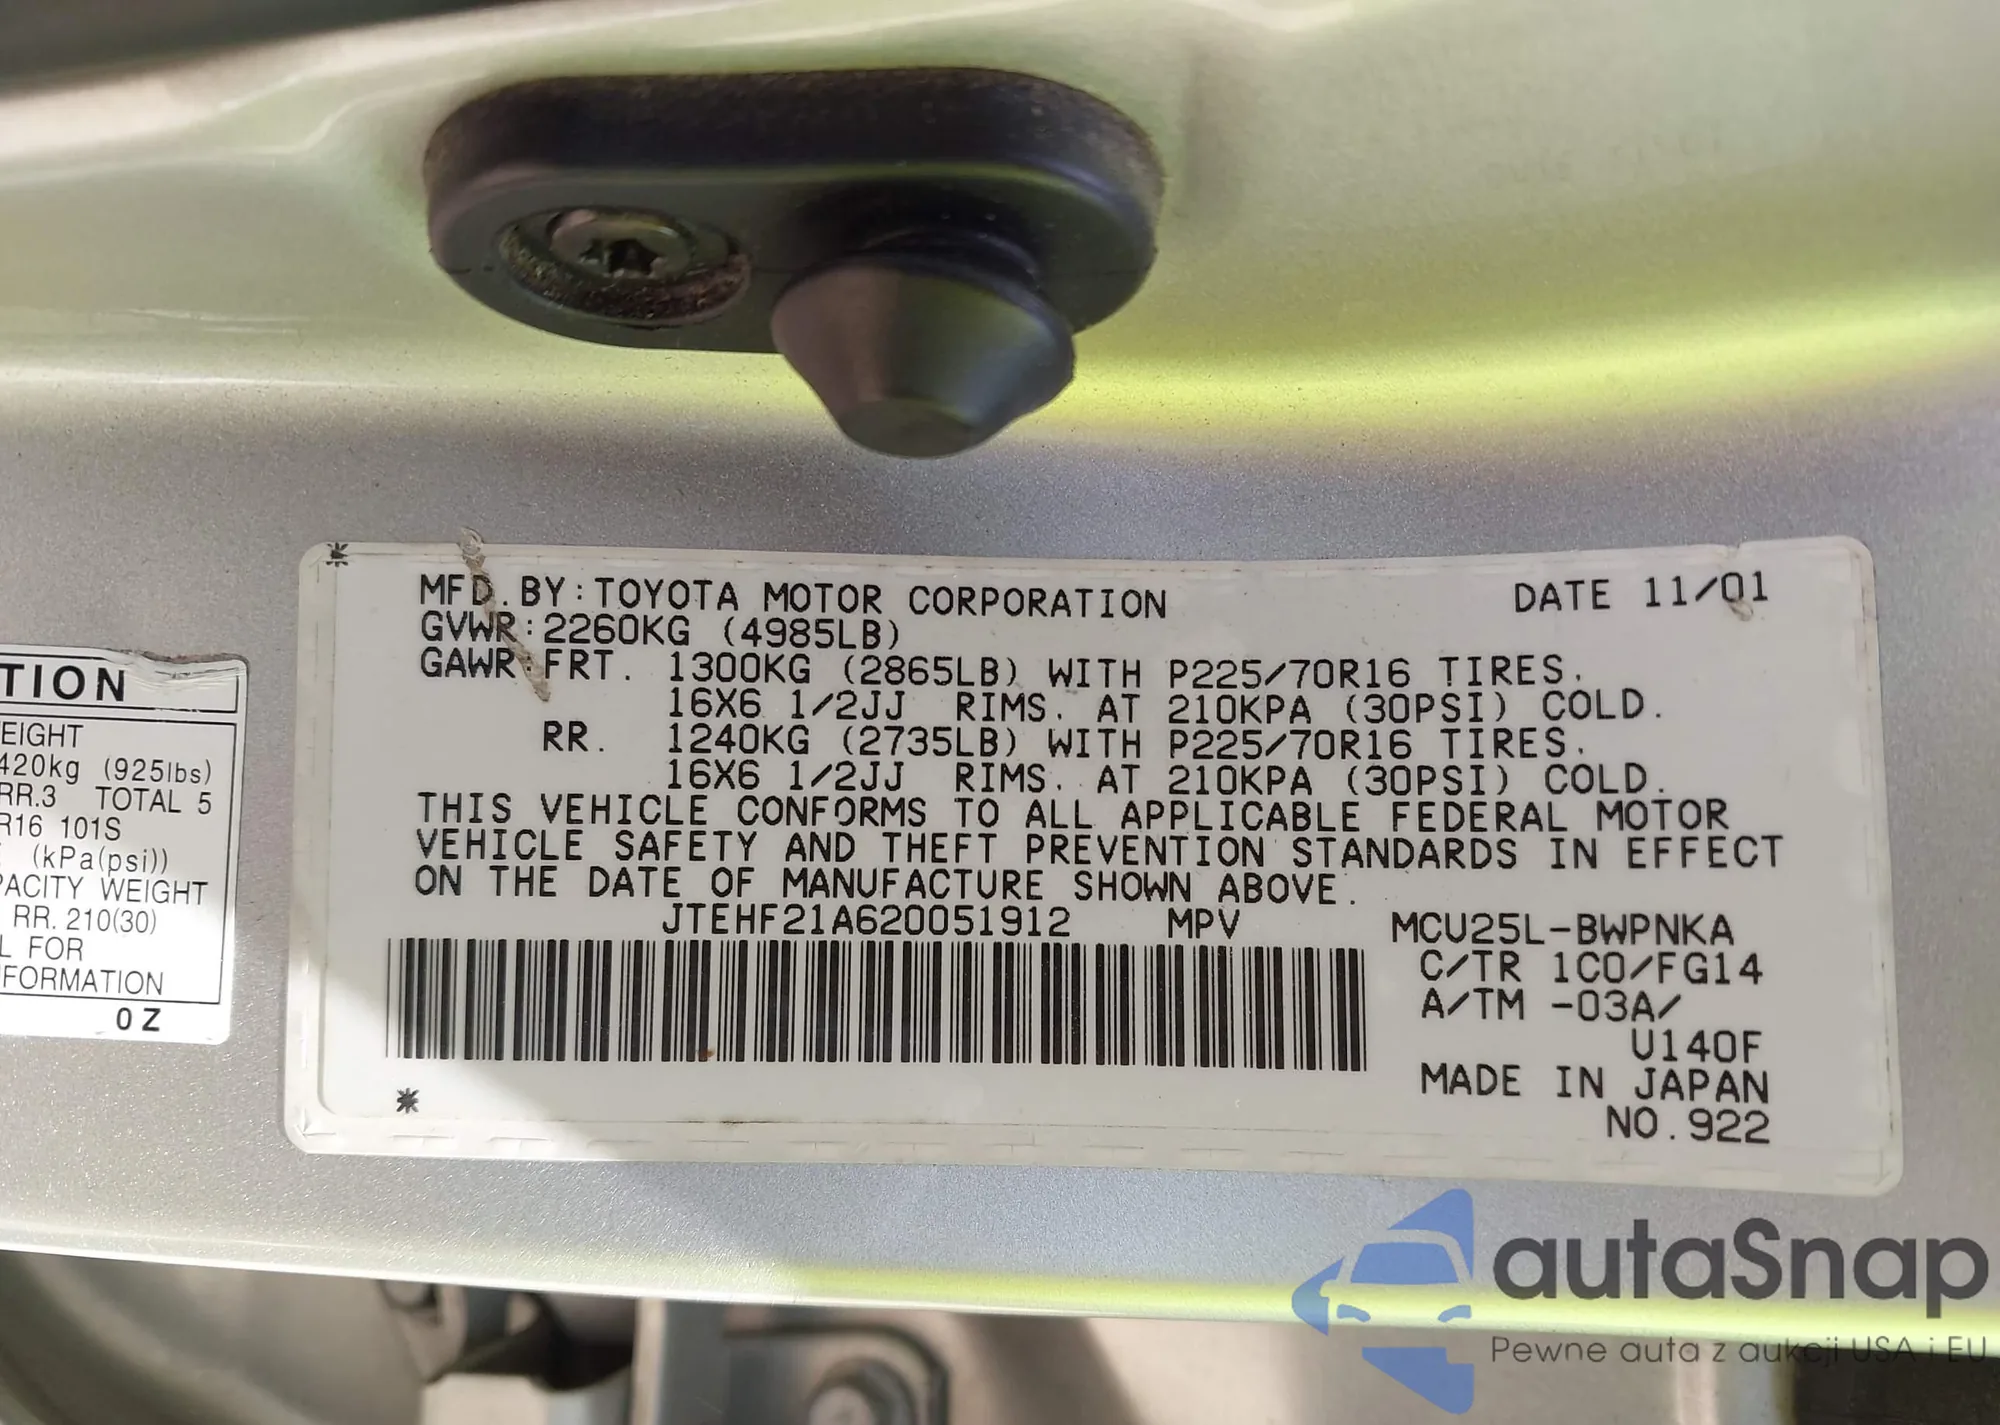 MFD. BY: TOYOTA MOTOR CORPORATION DATE 11/01
GVWR: 2260KG (4985LB)
GAWR: FRT. 1300KG (2865LB) WITH P225/70R16 TIRES.
16X6 1/2JJ RIMS. AT 210KPA (30PSI) COLD.
RR. 1240KG (2735LB) WITH P225/70R16 TIRES.
16X6 1/2JJ RIMS. AT 210KPA (30PSI) COLD.
THIS VEHICLE CONFORMS TO ALL APPLICABLE FEDERAL MOTOR
VEHICLE SAFETY AND THEFT PREVENTION STANDARDS IN EFFECT
ON THE DATE OF MANUFACTURE SHOWN ABOVE.
JTEHF21A620051912 MPV MCU25L-BWPNKA
C/TR 1C0/FG14
A/TM -03A/
U140F
MADE IN JAPAN
NO. 922
TION
EIGHT
420kg (925lbs)
RR.3 TOTAL 5
R16 101S
(kPa(psi))
PACITY WEIGHT
RR. 210(30)
L FOR
FORMATION
0Z
autaSnap
Pewne auta z aukcji USA i EU